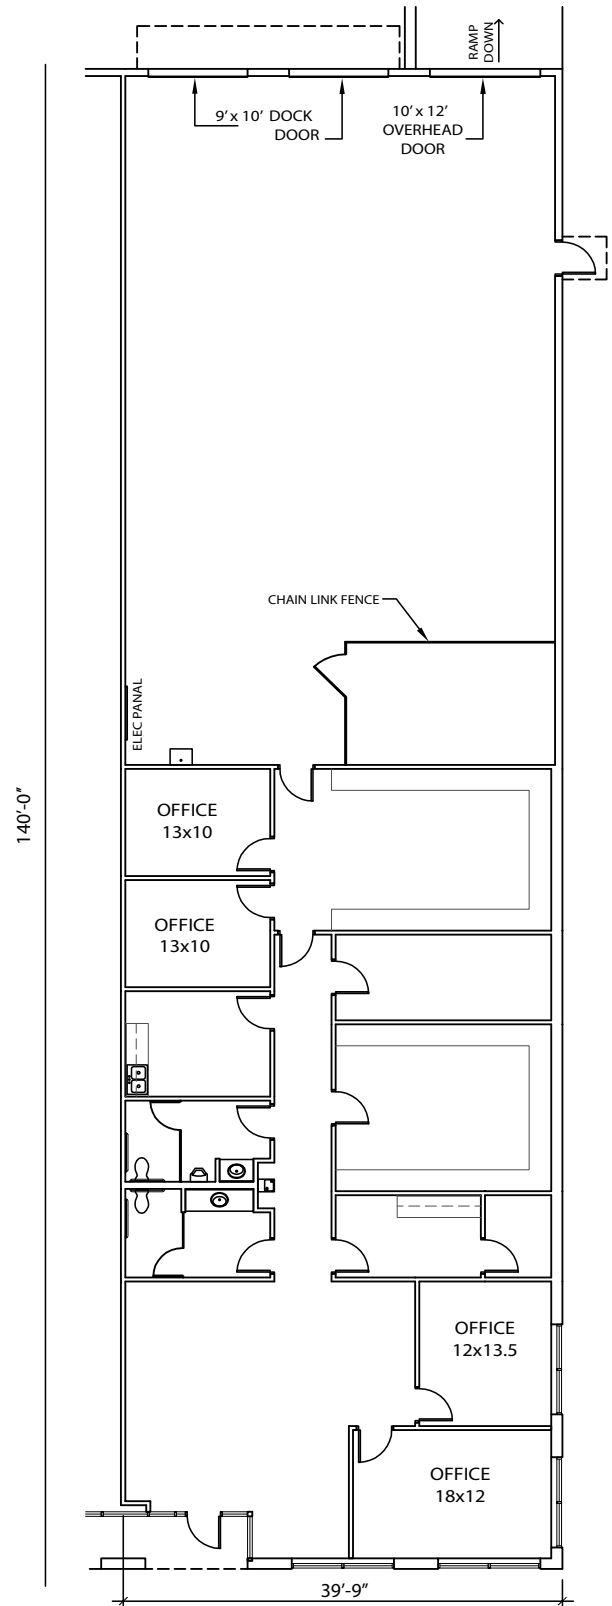 RAMP
DOWN
9’ x 10’ DOCK
DOOR
10’ x 12’
OVERHEAD
DOOR
CHAIN LINK FENCE
ELEC PANAL
140’-0”
OFFICE
13x10
OFFICE
13x10
OFFICE
12x13.5
OFFICE
18x12
39’-9”